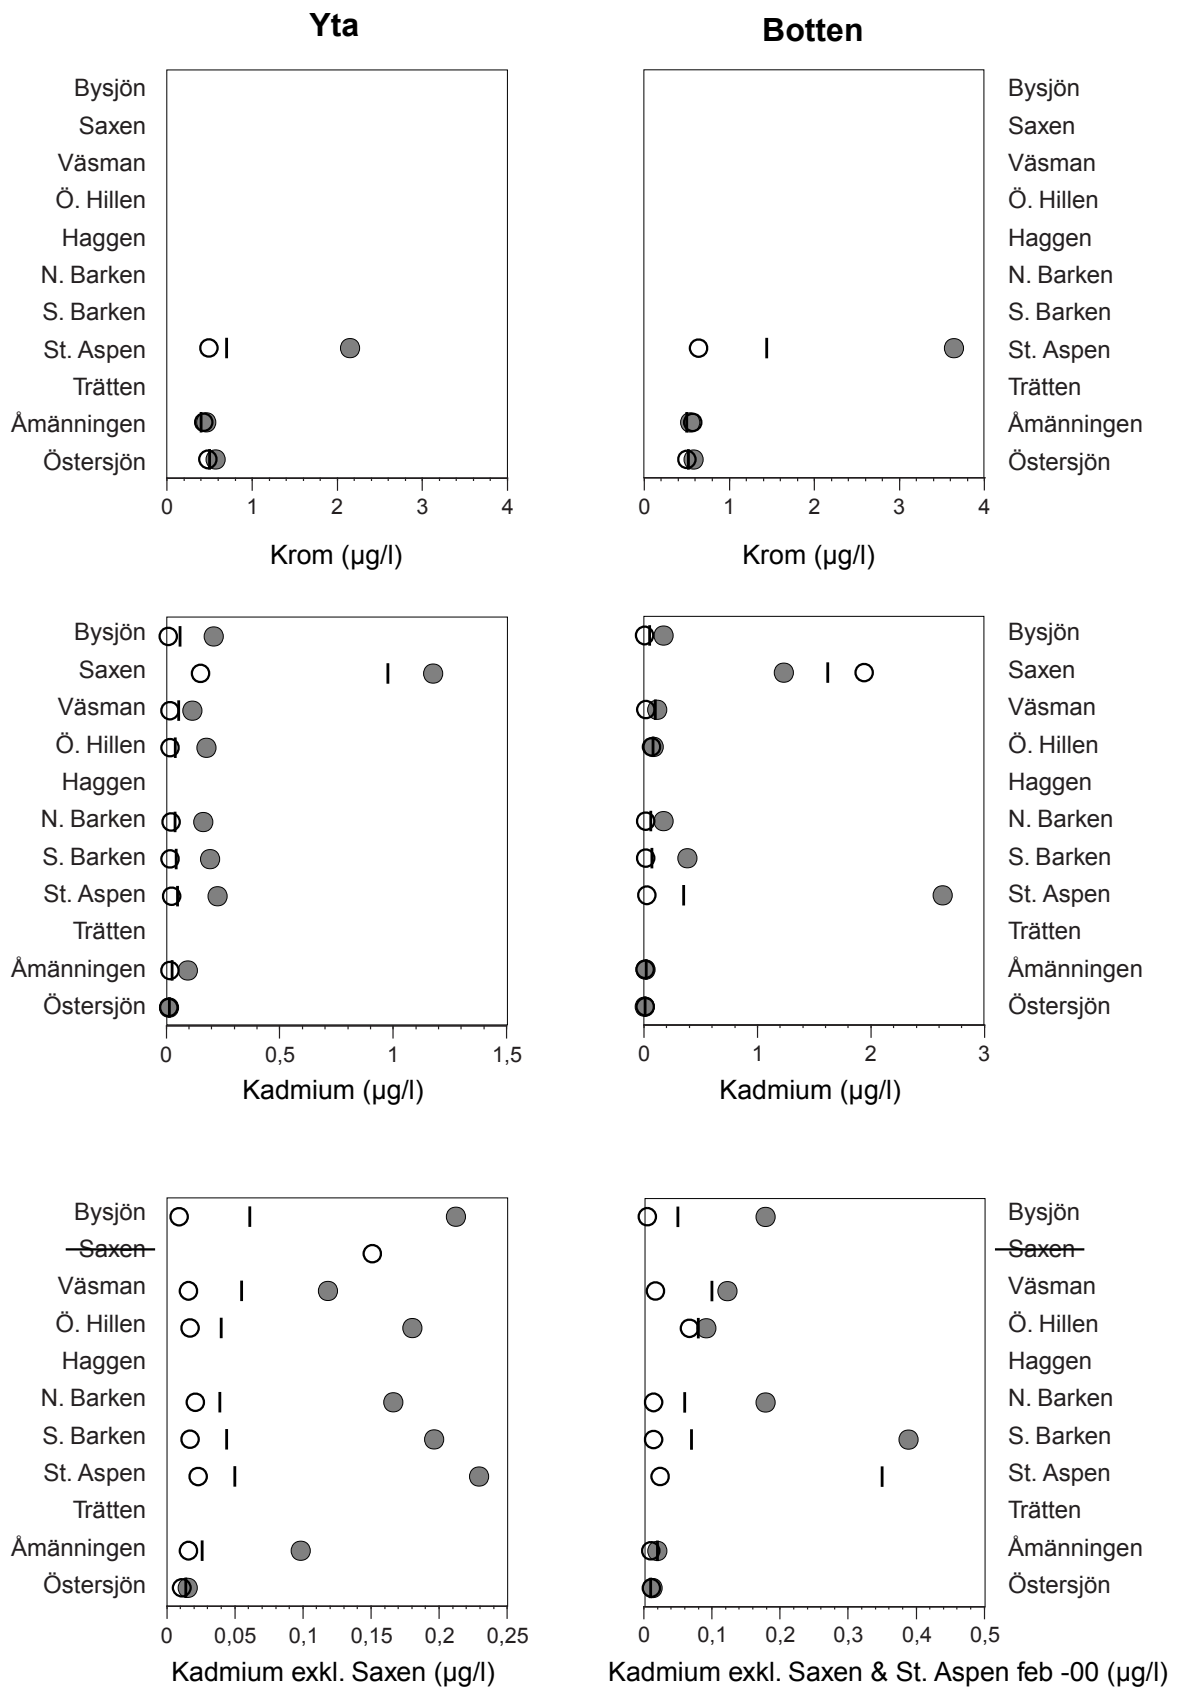 Yta
Botten
Bysjön
Saxen
Väsman
Ö. Hillen
Haggen
N. Barken
S. Barken
St. Aspen
Trätten
Åmänningen
Östersjön
0 1 2 3 4
Krom (µg/l)
Bysjön
Saxen
Väsman
Ö. Hillen
Haggen
N. Barken
S. Barken
St. Aspen
Trätten
Åmänningen
Östersjön
0 1 2 3 4
Krom (µg/l)
Bysjön
Saxen
Väsman
Ö. Hillen
Haggen
N. Barken
S. Barken
St. Aspen
Trätten
Åmänningen
Östersjön
0 0,5 1 1,5
Kadmium (µg/l)
Bysjön
Saxen
Väsman
Ö. Hillen
Haggen
N. Barken
S. Barken
St. Aspen
Trätten
Åmänningen
Östersjön
0 1 2 3
Kadmium (µg/l)
Bysjön
Saxen
Väsman
Ö. Hillen
Haggen
N. Barken
S. Barken
St. Aspen
Trätten
Åmänningen
Östersjön
0 0,05 0,1 0,15 0,2 0,25
Kadmium exkl. Saxen (µg/l)
Bysjön
Saxen
Väsman
Ö. Hillen
Haggen
N. Barken
S. Barken
St. Aspen
Trätten
Åmänningen
Östersjön
0 0,1 0,2 0,3 0,4 0,5
Kadmium exkl. Saxen & St. Aspen feb -00 (µg/l)